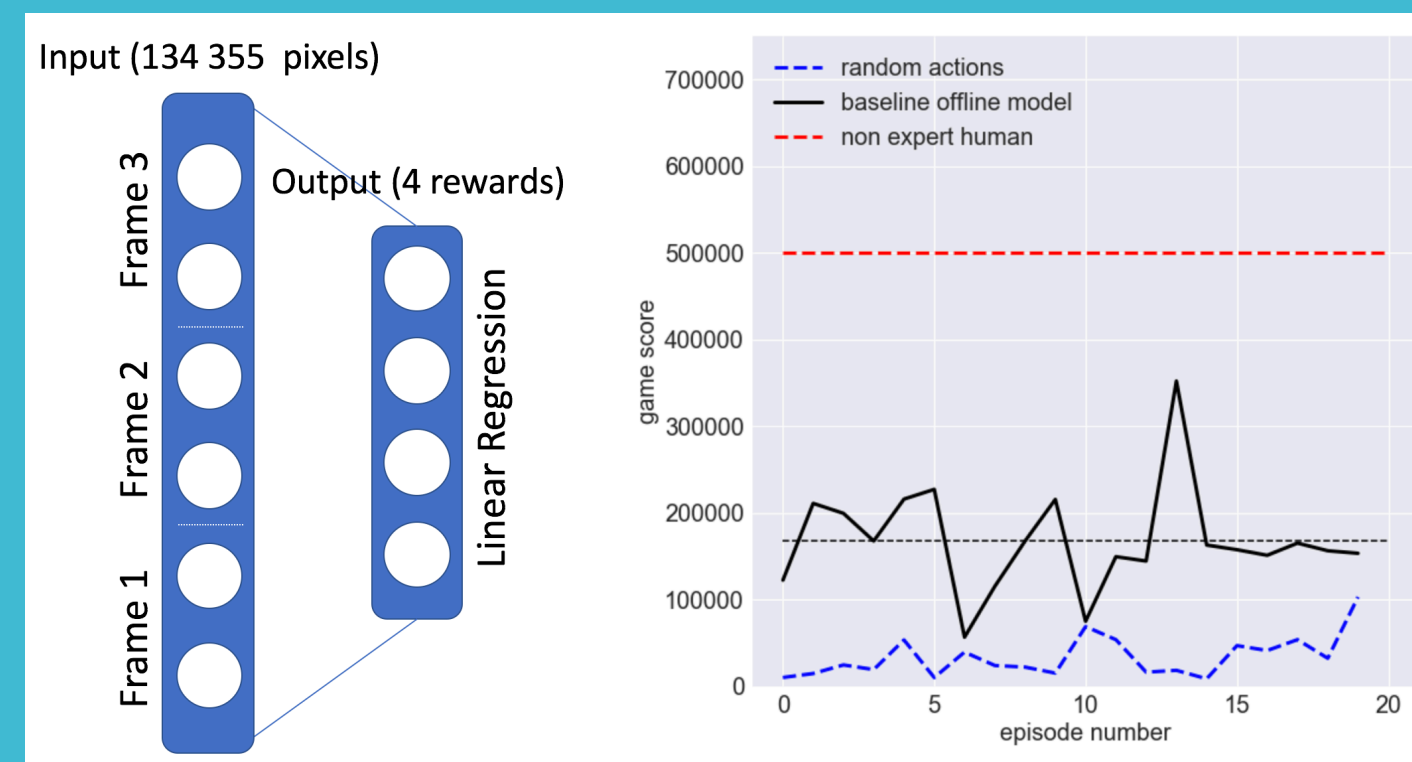 Input (134 355 pixels)
Frame 3
Frame 2
Frame 1
Output (4 rewards)
Linear Regression
random actions
baseline offline model
non expert human
700000
600000
500000
400000
300000
200000
100000
0
game score
0 5 10 15 20
episode number